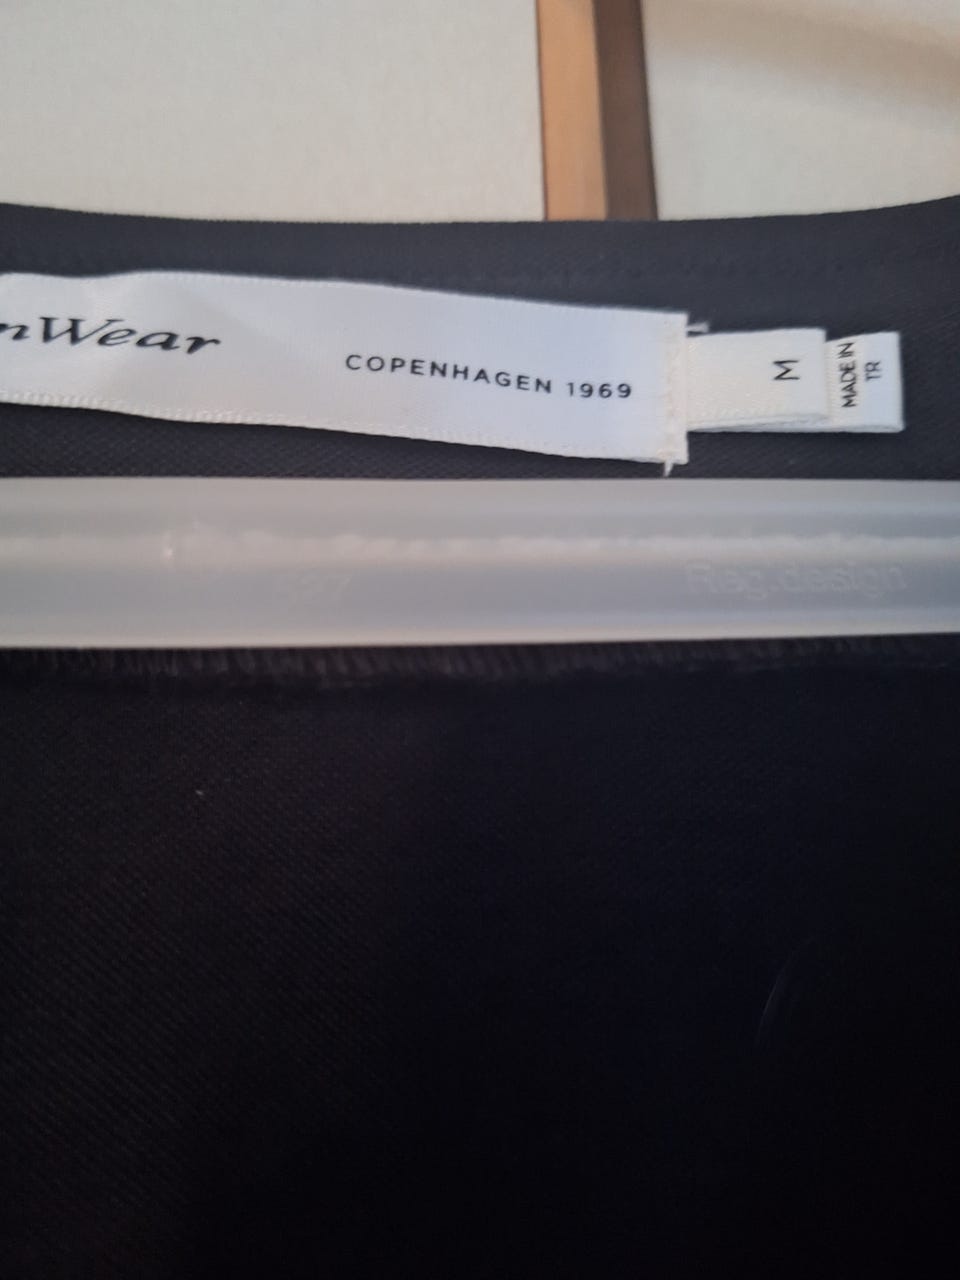 nWear
COPENHAGEN 1969
M
MADE IN
TR
Reg.design